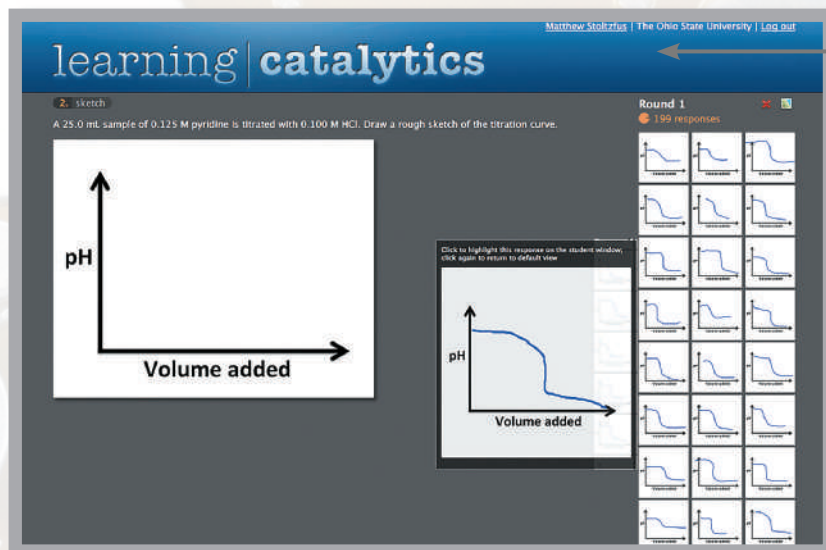 Matthew Stoltzfus | The Ohio State University | Log out
learning | catalytics
2. sketch
A 25.0 mL sample of 0.125 M pyridine is titrated with 0.100 M HCl. Draw a rough sketch of the titration curve.
pH
Volume added
Click to highlight this response on the student window;
click again to return to default view
pH
Volume added
Round 1
199 responses